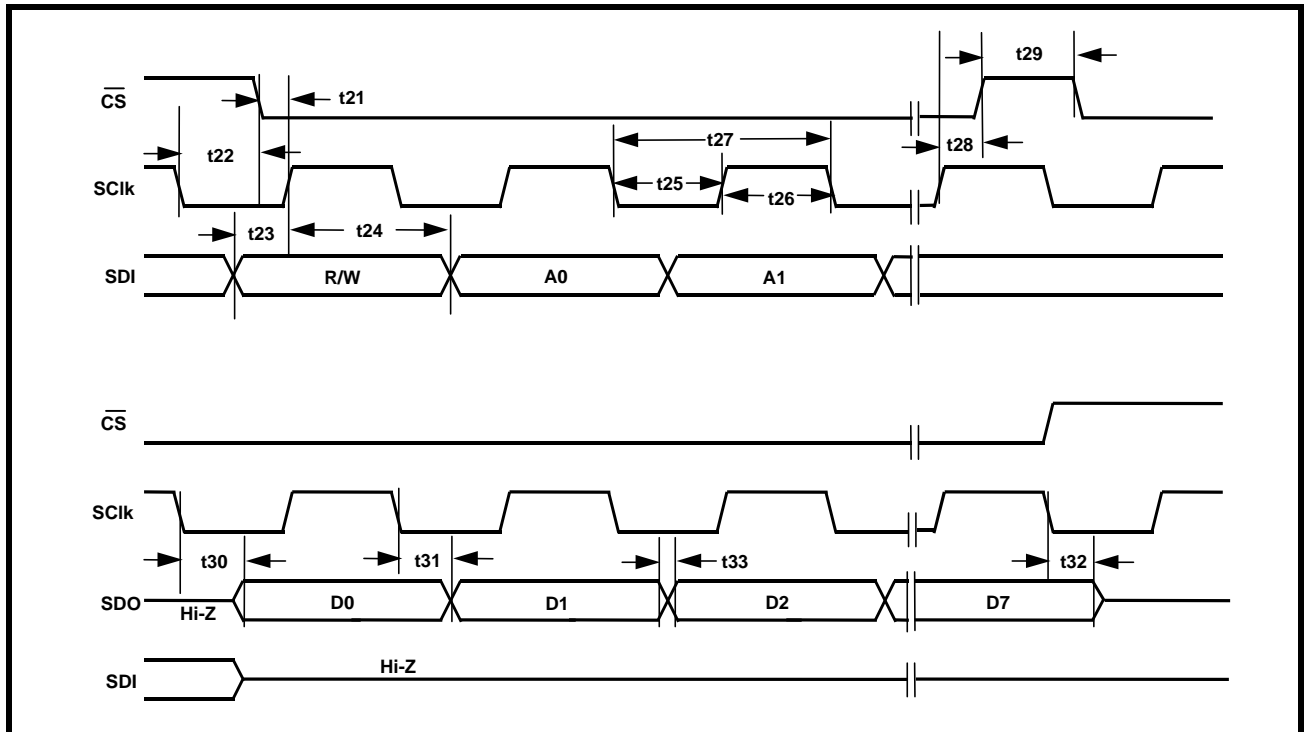 t29
CS
t21
t27
t22
t28
SClk
t25
t26
t23
t24
SDI
R/W
A0
A1
CS
SClk
t30
t31
t33
t32
SDO
Hi-Z
D0
D1
D2
D7
SDI
Hi-Z